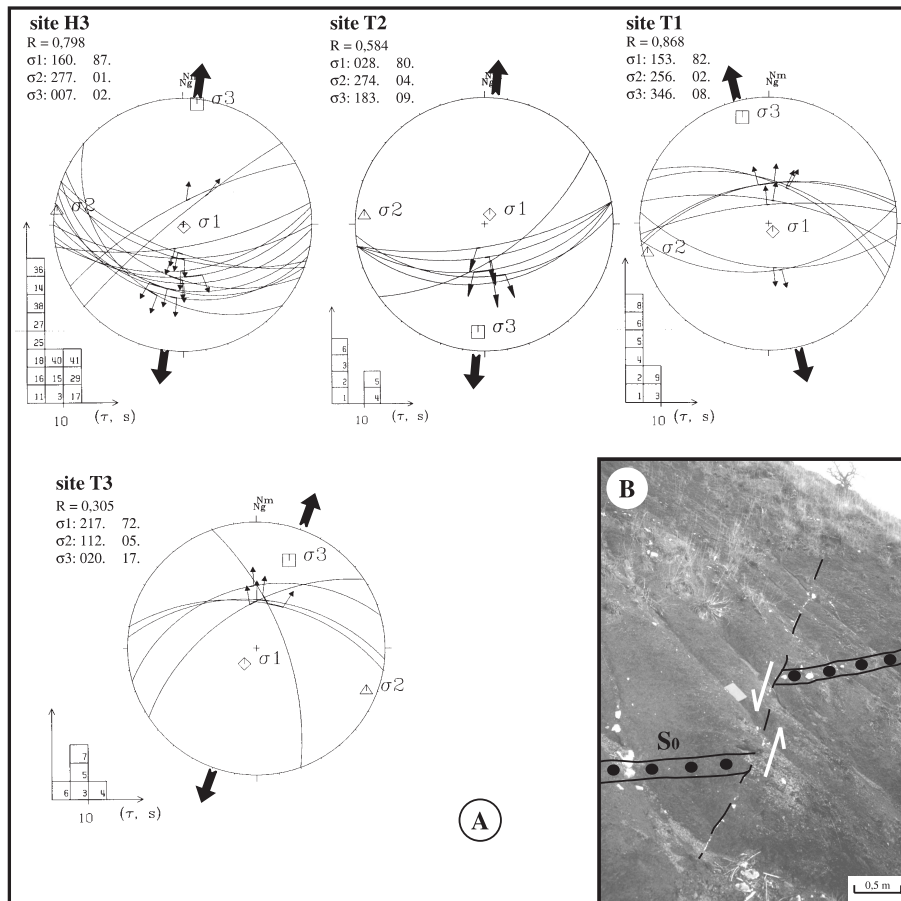 site H3
R = 0,798
σ1: 160. 87.
σ2: 277. 01.
σ3: 007. 02.
Nm
Ng
σ3
σ2
σ1
36
14
38
27
25
18 40 41
16 15 29
11 3 17
10 (τ, s)
site T2
R = 0,584
σ1: 028. 80.
σ2: 274. 04.
σ3: 183. 09.
Nm
Ng
σ2
σ1
σ3
6
3
2 5
1 4
10 (τ, s)
site T1
R = 0,868
σ1: 153. 82.
σ2: 256. 02.
σ3: 346. 08.
Nm
Ng
σ3
σ1
σ2
8
6
5
4
2 9
1 3
10 (τ, s)
site T3
R = 0,305
σ1: 217. 72.
σ2: 112. 05.
σ3: 020. 17.
Nm
Ng
σ3
σ1
σ2
7
5
6 3 4
10 (τ, s)
A
B
S0
0,5 m